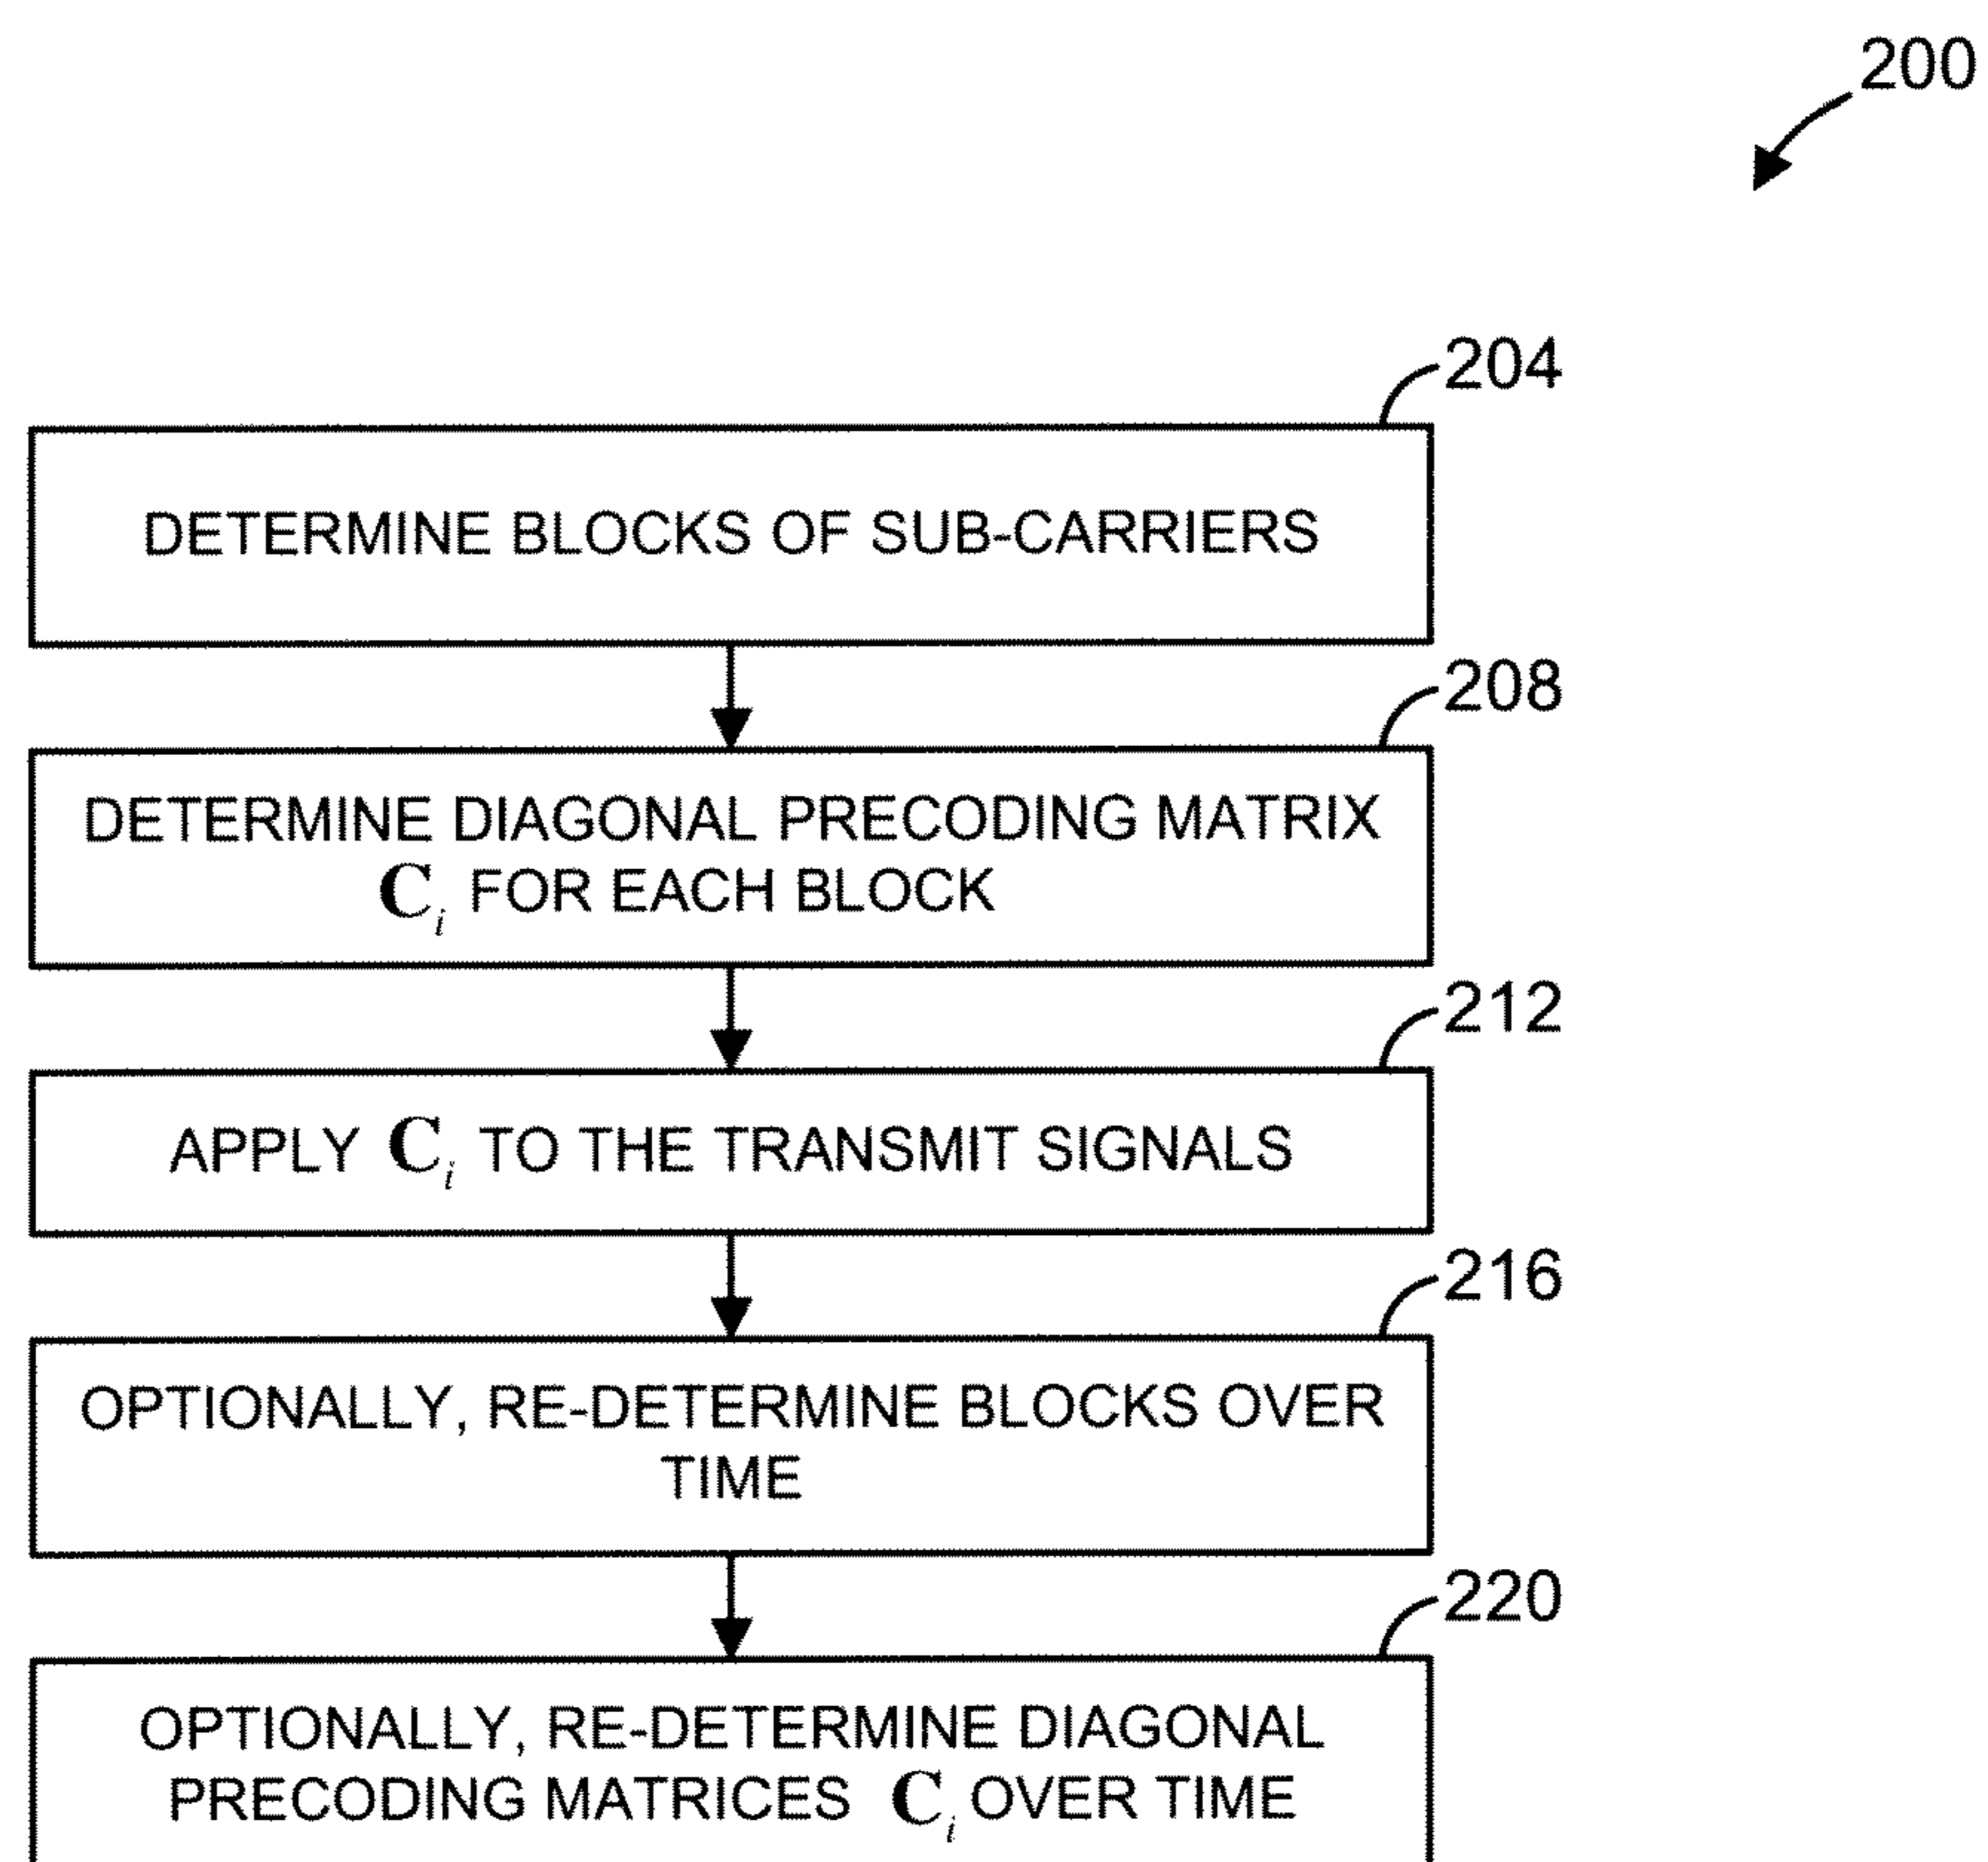 200
204
DETERMINE BLOCKS OF SUB-CARRIERS
208
DETERMINE DIAGONAL PRECODING MATRIX
C_i FOR EACH BLOCK
212
APPLY C_i TO THE TRANSMIT SIGNALS
216
OPTIONALLY, RE-DETERMINE BLOCKS OVER
TIME
220
OPTIONALLY, RE-DETERMINE DIAGONAL
PRECODING MATRICES C_i OVER TIME